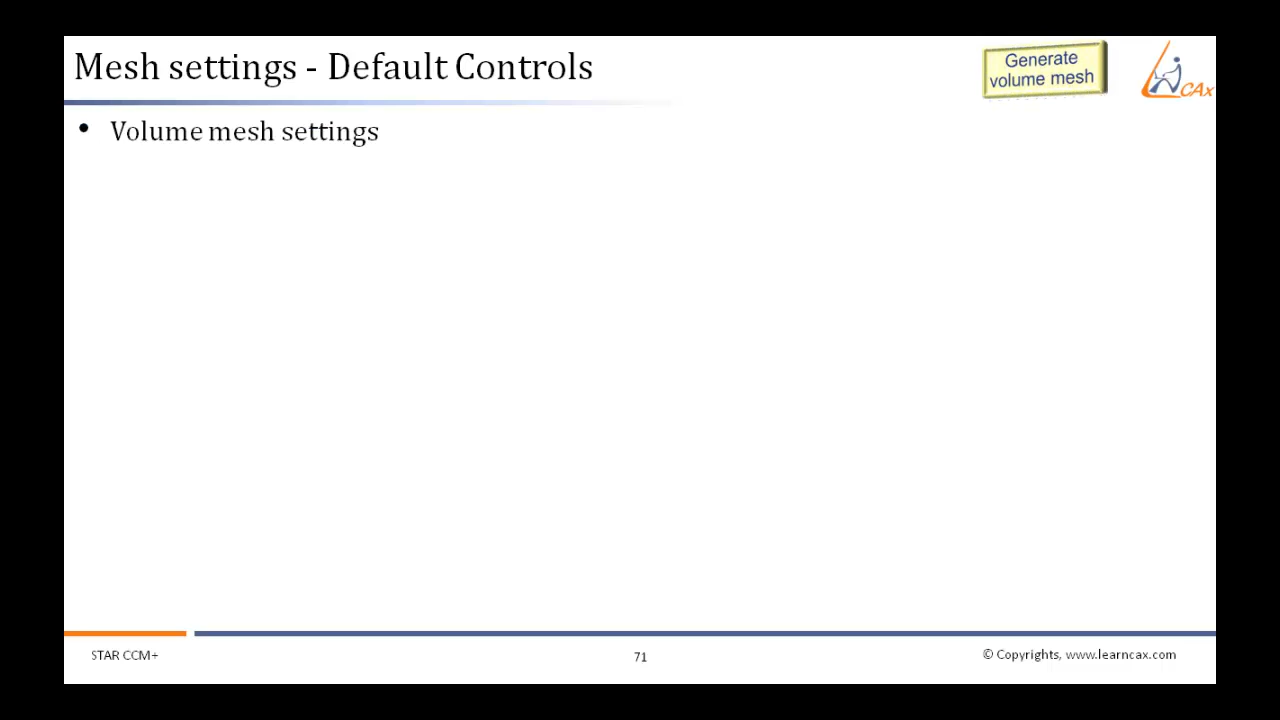 Mesh settings - Default Controls
Generate
volume mesh
CAx
• Volume mesh settings
STAR CCM+
71
© Copyrights, www.learncax.com